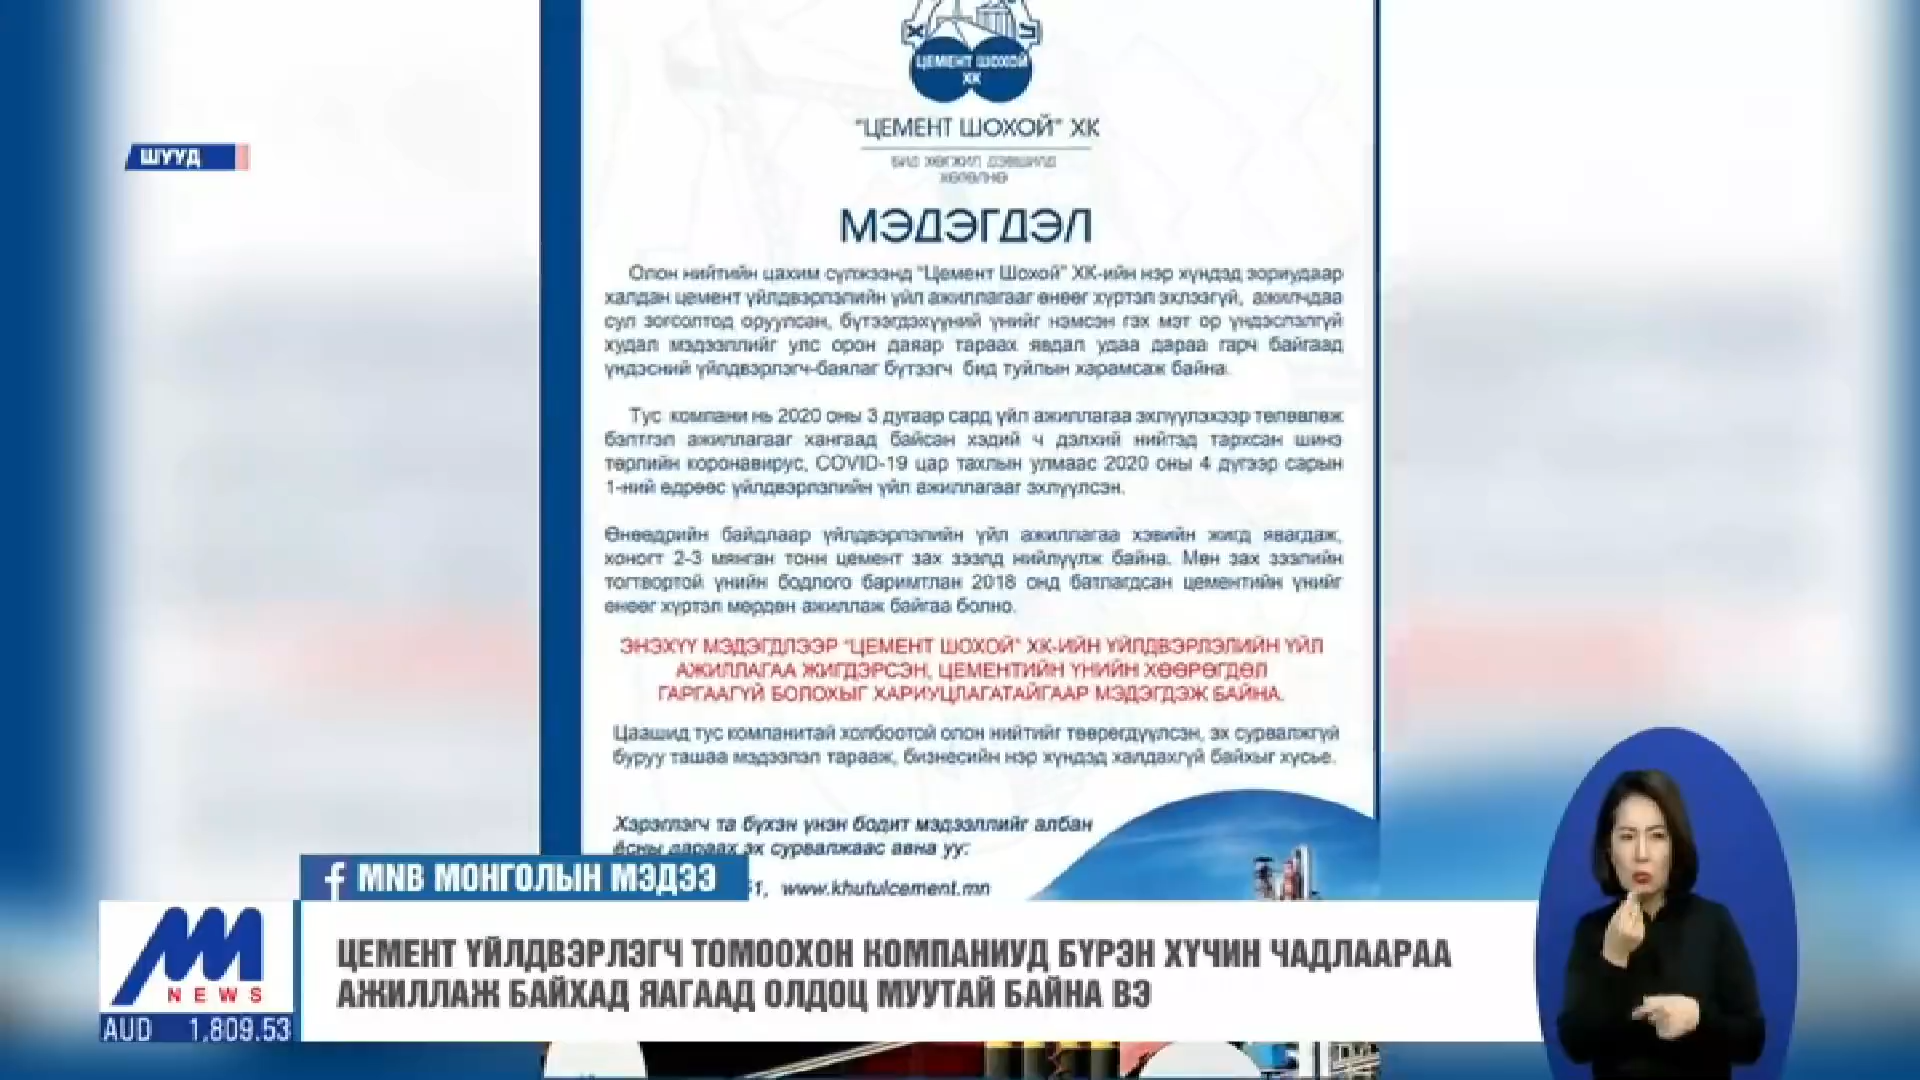 Х Ц
ЦЕМЕНТ ШОХОЙ
ХК
"ЦЕМЕНТ ШОХОЙ" ХК
БИД ХӨГЖИЛ ДЭВШИЛД
ХӨТӨЛНӨ
ШУУД
МЭДЭГДЭЛ
Олон нийтийн цахим сүлжээнд "Цемент Шохой" ХК-ийн нэр хүндэд зориудаар
халдан цемент үйлдвэрлэлийн үйл ажиллагааг өнөөг хүртэл эхлээгүй, ажилчдаа
сул зогсолтод оруулсан, бүтээгдэхүүний үнийг нэмсэн гэх мэт ор үндэслэлгүй
худал мэдээллийг улс орон даяар тараах явдал удаа дараа гарч байгаад
үндэсний үйлдвэрлэгч-баялаг бүтээгч бид туйлын харамсаж байна.
Тус компани нь 2020 оны 3 дугаар сард үйл ажиллагаа эхлүүлэхээр төлөвлөж
бэлтгэл ажиллагааг хангаад байсан хэдий ч дэлхий нийтэд тархсан шинэ
төрлийн коронавирус, COVID-19 цар тахлын улмаас 2020 оны 4 дүгээр сарын
1-ний өдрөөс үйлдвэрлэлийн үйл ажиллагааг эхлүүлсэн.
Өнөөдрийн байдлаар үйлдвэрлэлийн үйл ажиллагаа хэвийн жигд явагдаж,
хоногт 2-3 мянган тонн цемент зах зээлд нийлүүлж байна. Мөн зах зээлийн
тогтвортой үнийн бодлого баримтлан 2018 онд батлагдсан цементийн үнийг
өнөөг хүртэл мөрдөн ажиллаж байгаа болно.
ЭНЭХҮҮ МЭДЭГДЛЭЭР "ЦЕМЕНТ ШОХОЙ" ХК-ИЙН ҮЙЛДВЭРЛЭЛИЙН ҮЙЛ
АЖИЛЛАГАА ЖИГДЭРСЭН, ЦЕМЕНТИЙН ҮНИЙН ХӨӨРӨГДӨЛ
ГАРГААГҮЙ БОЛОХЫГ ХАРИУЦЛАГАТАЙГААР МЭДЭГДЭЖ БАЙНА.
Цаашид тус компанитай холбоотой олон нийтийг төөрөгдүүлсэн, эх сурвалжгүй
буруу ташаа мэдээлэл тарааж, бизнесийн нэр хүндэд халдахгүй байхыг хүсье.
Хэрэглэгч та бүхэн үнэн бодит мэдээллийг албан
ёсны дараах эх сурвалжаас авна уу:
51, www.khutulcement.mn
f MNB МОНГОЛЫН МЭДЭЭ
ЦЕМЕНТ ҮЙЛДВЭРЛЭГЧ ТОМООХОН КОМПАНИУД БҮРЭН ХҮЧИН ЧАДЛААРАА
АЖИЛЛАЖ БАЙХАД ЯАГААД ОЛДОЦ МУУТАЙ БАЙНА ВЭ
NEWS
AUD 1,809.53